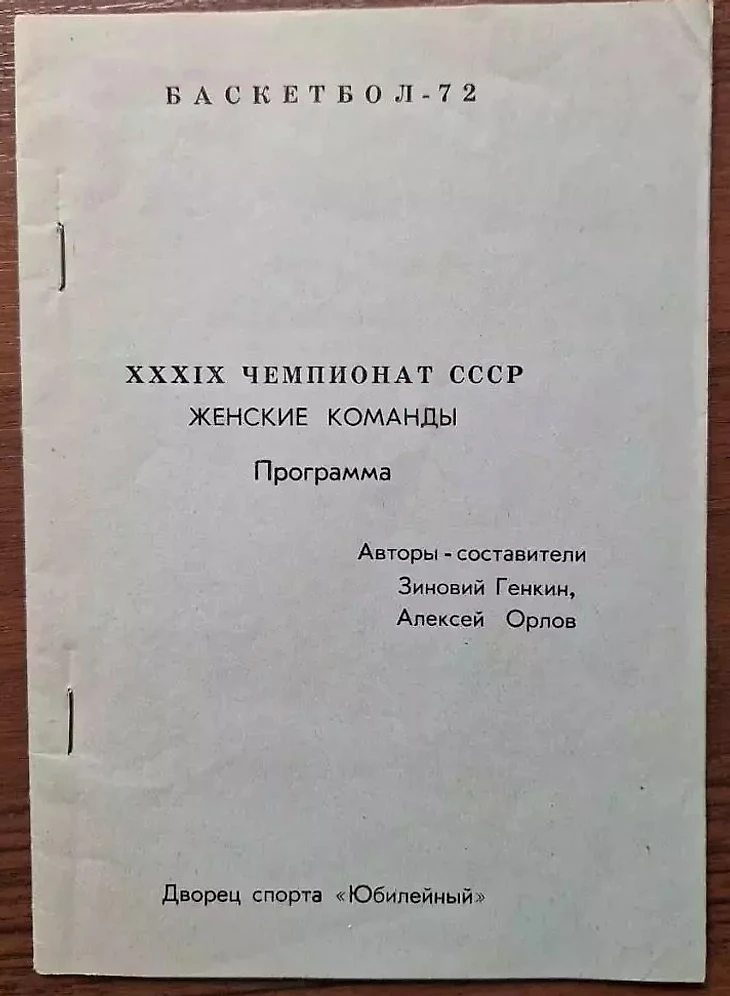 БАСКЕТБОЛ-72
XXXIX ЧЕМПИОНАТ СССР
ЖЕНСКИЕ КОМАНДЫ
Программа
Авторы - составители
Зиновий Генкин,
Алексей Орлов
Дворец спорта «Юбилейный»